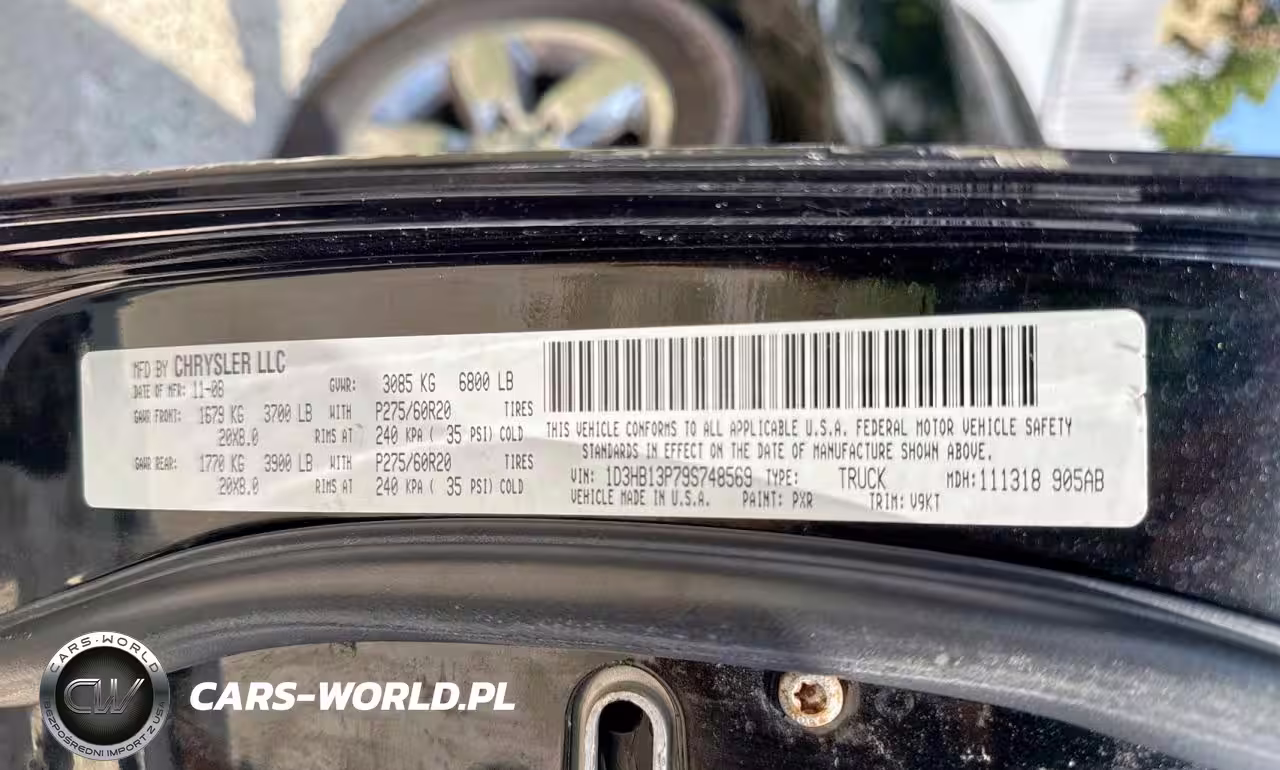 MFD BY CHRYSLER LLC
DATE OF MFR: 11-08 GVWR: 3085 KG 6800 LB
GAWR FRONT: 1679 KG 3700 LB WITH P275/60R20 TIRES
20X8.0 RIMS AT 240 KPA ( 35 PSI) COLD
GAWR REAR: 1770 KG 3900 LB WITH P275/60R20 TIRES
20X8.0 RIMS AT 240 KPA ( 35 PSI) COLD
THIS VEHICLE CONFORMS TO ALL APPLICABLE U.S.A. FEDERAL MOTOR VEHICLE SAFETY
STANDARDS IN EFFECT ON THE DATE OF MANUFACTURE SHOWN ABOVE.
VIN: 1D3HB13P79S748569 TYPE: TRUCK MDH: 111318 905AB
VEHICLE MADE IN U.S.A. PAINT: PXR TRIM: V9KT
CARS-WORLD
CW
BEZPOŚREDNI IMPORT Z USA
CARS-WORLD.PL